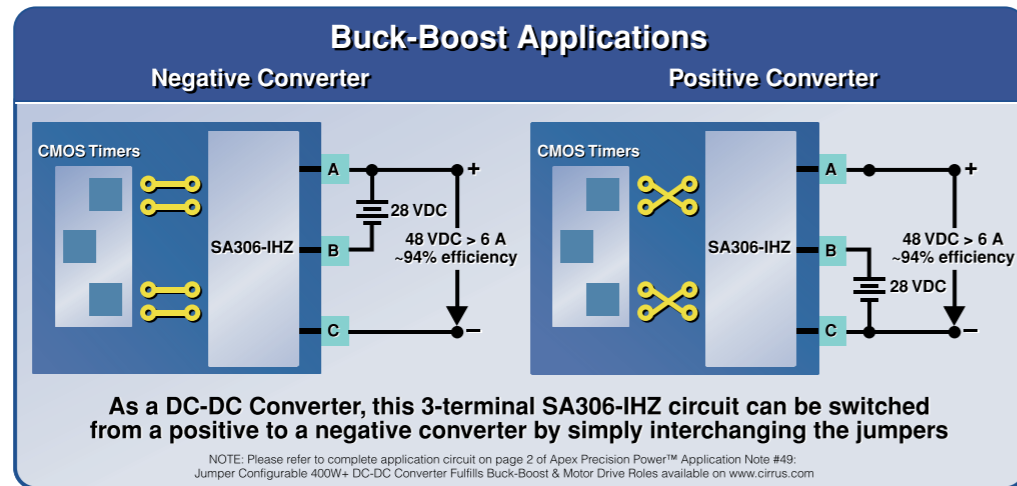 Buck-Boost Applications
Negative Converter
Positive Converter
CMOS Timers
SA306-IHZ
A
B
C
28 VDC
+
48 VDC > 6 A
~94% efficiency
–
CMOS Timers
SA306-IHZ
A
B
C
28 VDC
+
48 VDC > 6 A
~94% efficiency
–
As a DC-DC Converter, this 3-terminal SA306-IHZ circuit can be switched
from a positive to a negative converter by simply interchanging the jumpers
NOTE: Please refer to complete application circuit on page 2 of Apex Precision Power™ Application Note #49:
Jumper Configurable 400W+ DC-DC Converter Fulfills Buck-Boost & Motor Drive Roles available on www.cirrus.com